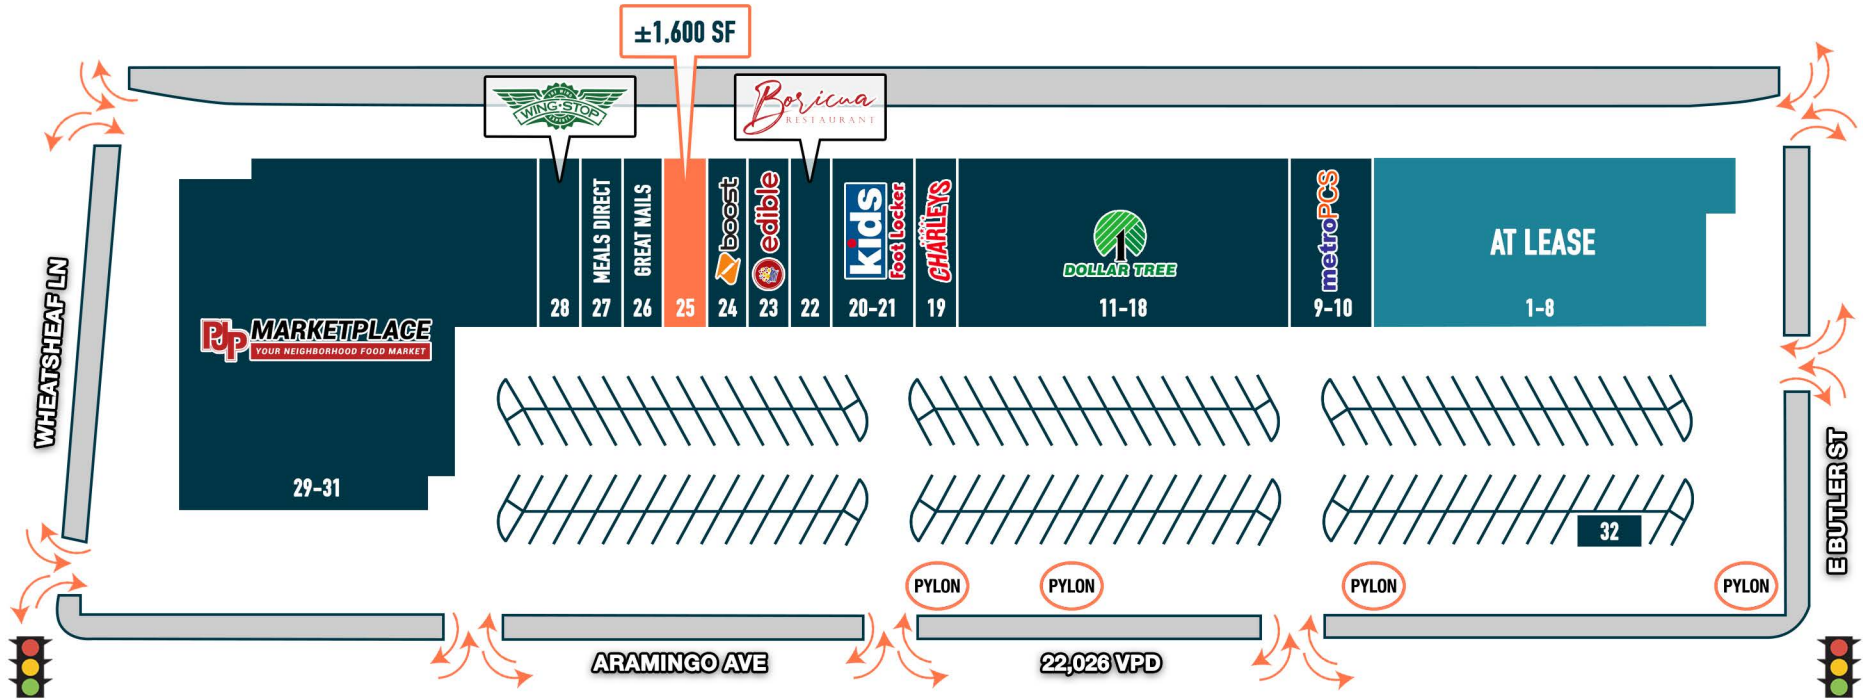 ±1,600 SF
WING·STOP
Boricua
RESTAURANT
MEALS DIRECT
GREAT NAILS
boost
edible
kids
Foot Locker
CHARLEYS
1
DOLLAR TREE
metroPCS
AT LEASE
28
27
26
25
24
23
22
20-21
19
11-18
9-10
1-8
PJP MARKETPLACE
YOUR NEIGHBORHOOD FOOD MARKET
29-31
WHEATSHEAF LN
E BUTLER ST
32
PYLON
PYLON
PYLON
PYLON
ARAMINGO AVE
22,026 VPD